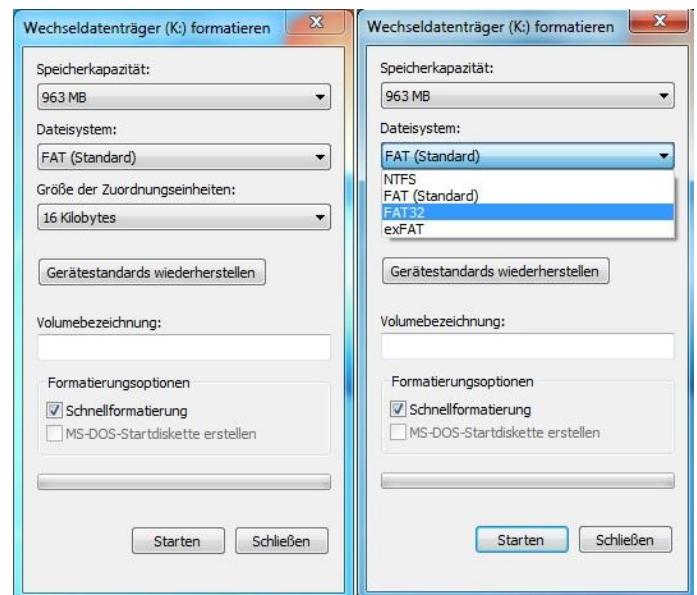 Wechseldatenträger (K:) formatieren
Speicherkapazität:
963 MB
Dateisystem:
FAT (Standard)
Größe der Zuordnungseinheiten:
16 Kilobytes
Gerätestandards wiederherstellen
Volumebezeichnung:
Formatierungsoptionen
Schnellformatierung
MS-DOS-Startdiskette erstellen
Starten
Schließen
Wechseldatenträger (K:) formatieren
Speicherkapazität:
963 MB
Dateisystem:
FAT (Standard)
NTFS
FAT (Standard)
FAT32
exFAT
Gerätestandards wiederherstellen
Volumebezeichnung:
Formatierungsoptionen
Schnellformatierung
MS-DOS-Startdiskette erstellen
Starten
Schließen